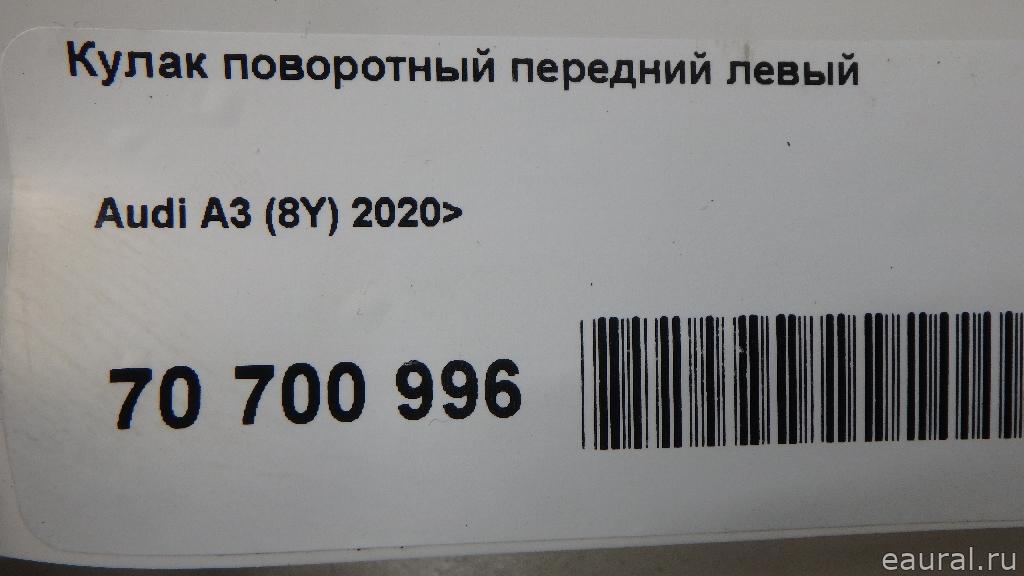 Кулак поворотный передний левый
Audi A3 (8Y) 2020>
70 700 996
eaural.ru